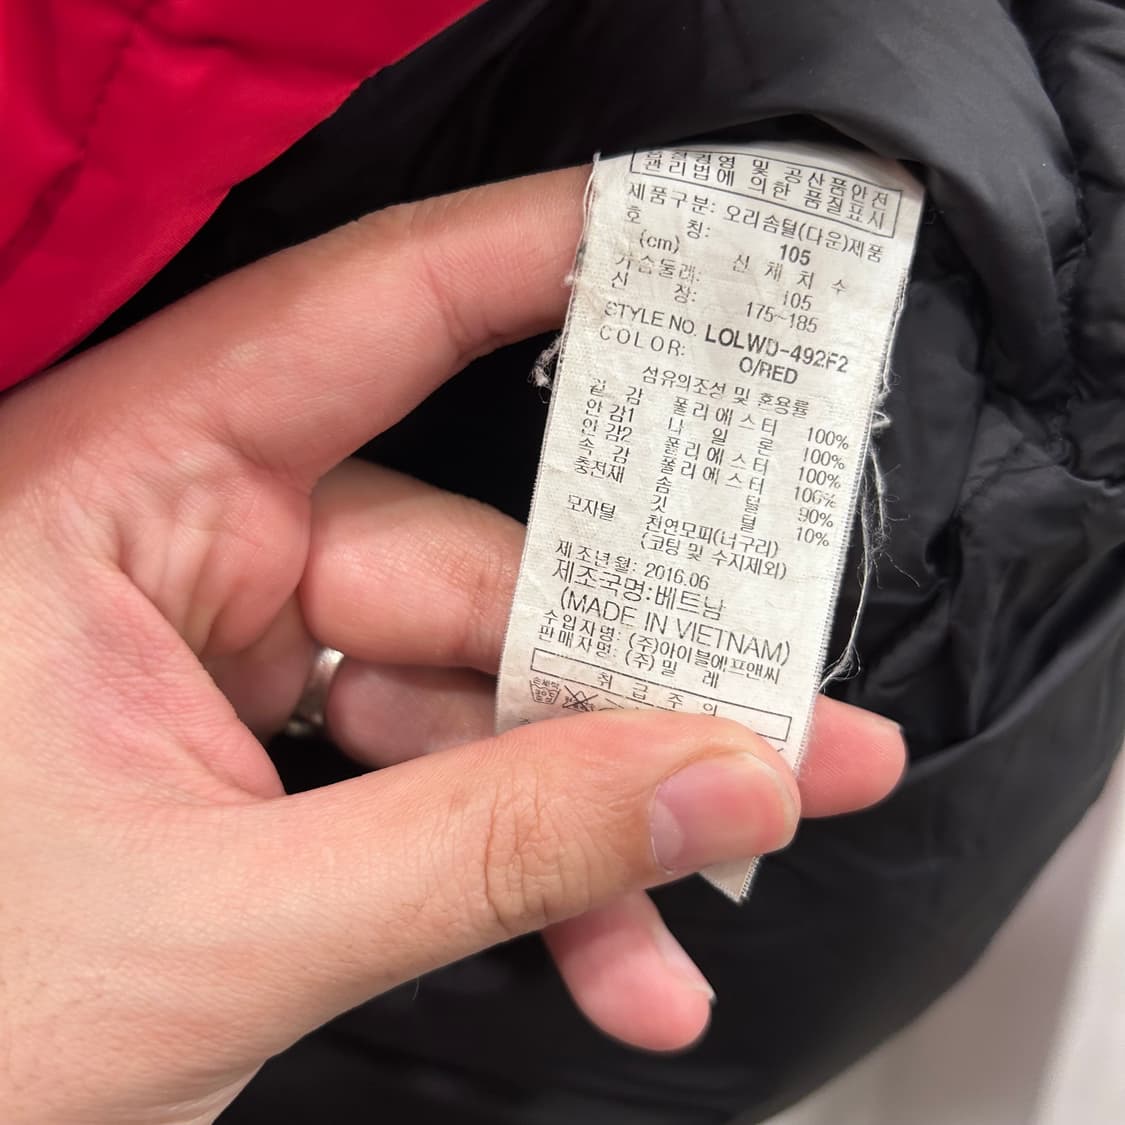 품질경영 및 공산품안전
관리법에 의한 품질표시
제품구분: 오리솜털(다운)제품
호 칭: 105
(cm) 신 체 치 수
가슴둘레: 105
신 장: 175~185
STYLE NO. LOLWD-492F2
COLOR: O/RED
섬유의조성 및 혼용률
겉 감 폴리에스터 100%
안감1 나 일 론 100%
안감2 폴리에스터 100%
속 감 폴리에스터 100%
충전재 솜 털 90%
깃 털 10%
모자털 천연모피(너구리)
(코팅 및 수지제외)
제조년월: 2016.06
제조국명:베트남
(MADE IN VIETNAM)
수입자명: (주)아이블에프앤씨
판매자명: (주)밀 레
취 급 주 의